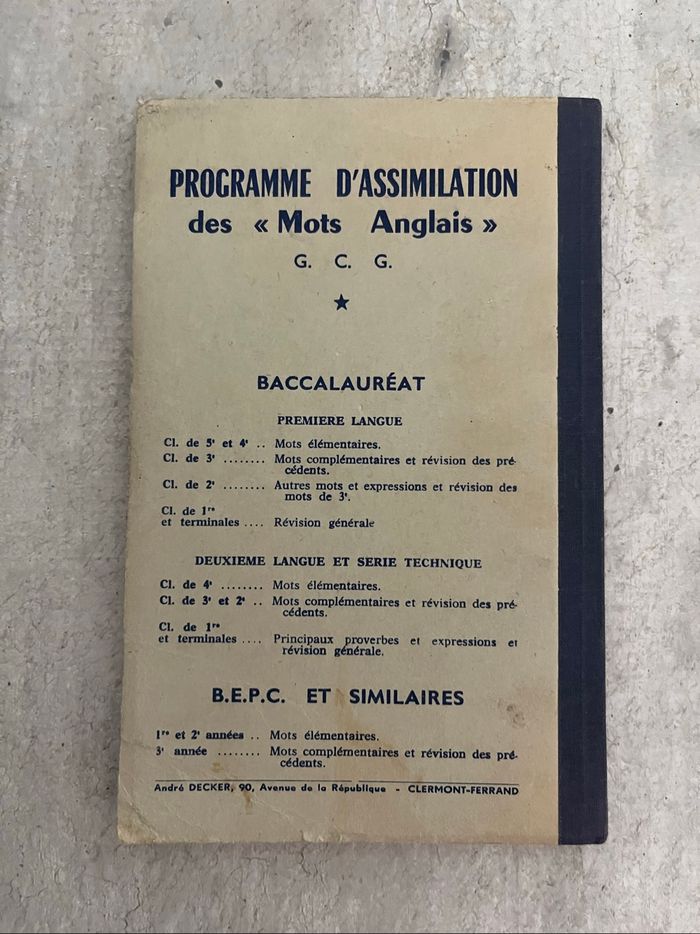 PROGRAMME D'ASSIMILATION
des « Mots Anglais »
G. C. G.
★
BACCALAURÉAT
PREMIERE LANGUE
Cl. de 5e et 4e .. Mots élémentaires.
Cl. de 3e ........ Mots complémentaires et révision des pré-
cédents.
Cl. de 2e ........ Autres mots et expressions et révision des
mots de 3e.
Cl. de 1re
et terminales .... Révision générale
DEUXIEME LANGUE ET SERIE TECHNIQUE
Cl. de 4e ........ Mots élémentaires.
Cl. de 3e et 2e .. Mots complémentaires et révision des pré-
cédents.
Cl. de 1re
et terminales .... Principaux proverbes et expressions et
révision générale.
B.E.P.C. ET SIMILAIRES
1re et 2e années .. Mots élémentaires.
3e année ........ Mots complémentaires et révision des pré-
cédents.
André DECKER, 90, Avenue de la République - CLERMONT-FERRAND